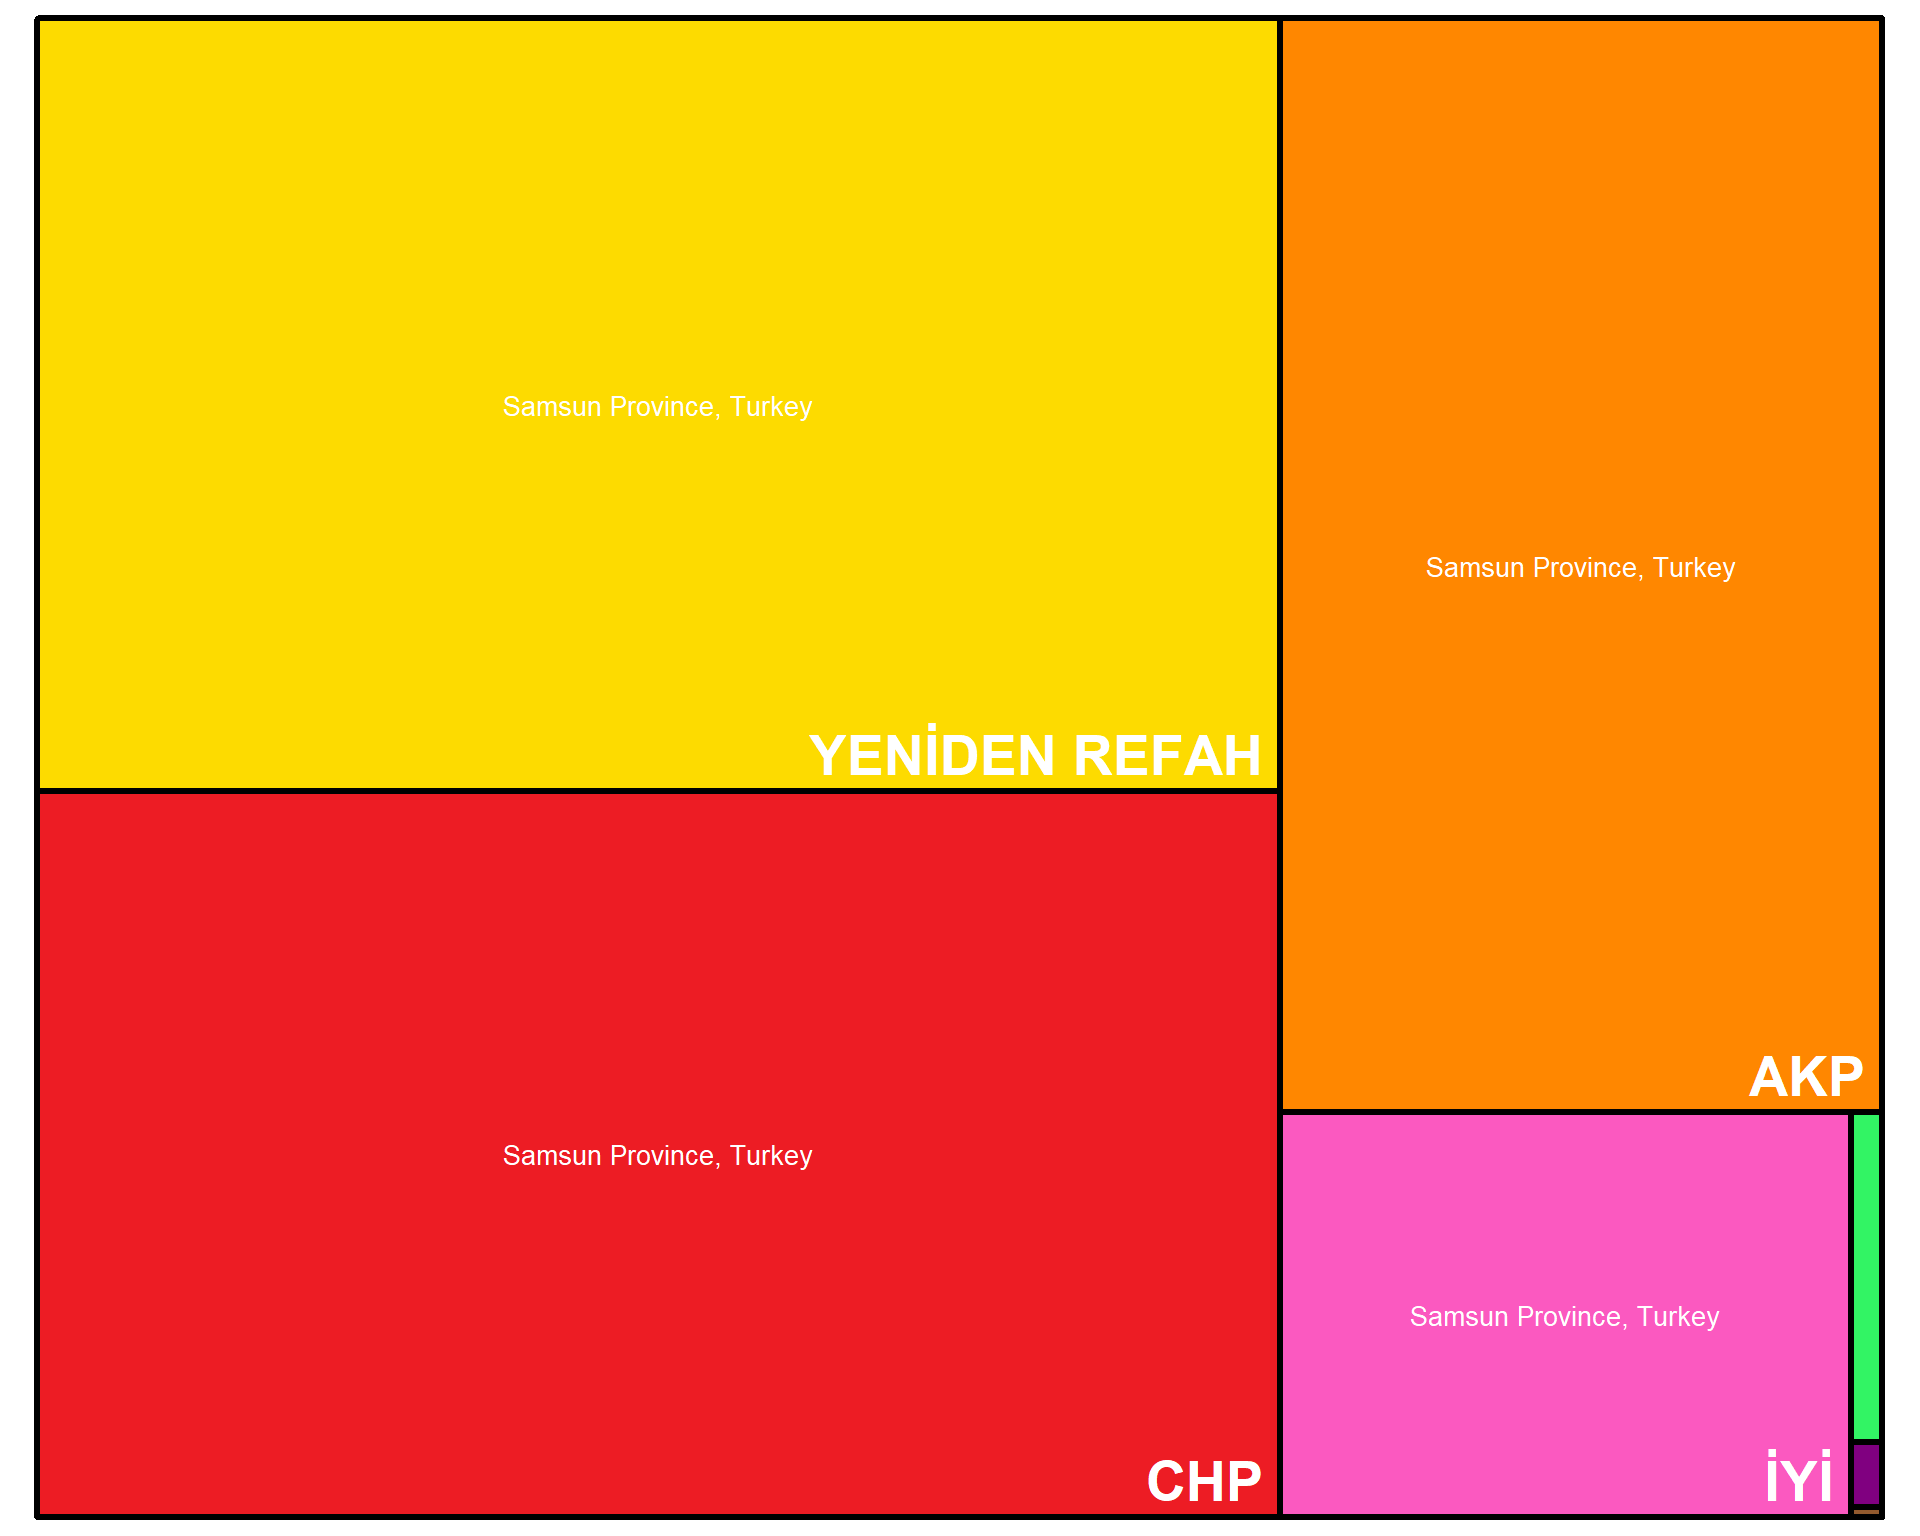 Samsun Province, Turkey
YENİDEN REFAH
Samsun Province, Turkey
AKP
Samsun Province, Turkey
CHP
Samsun Province, Turkey
İYİ